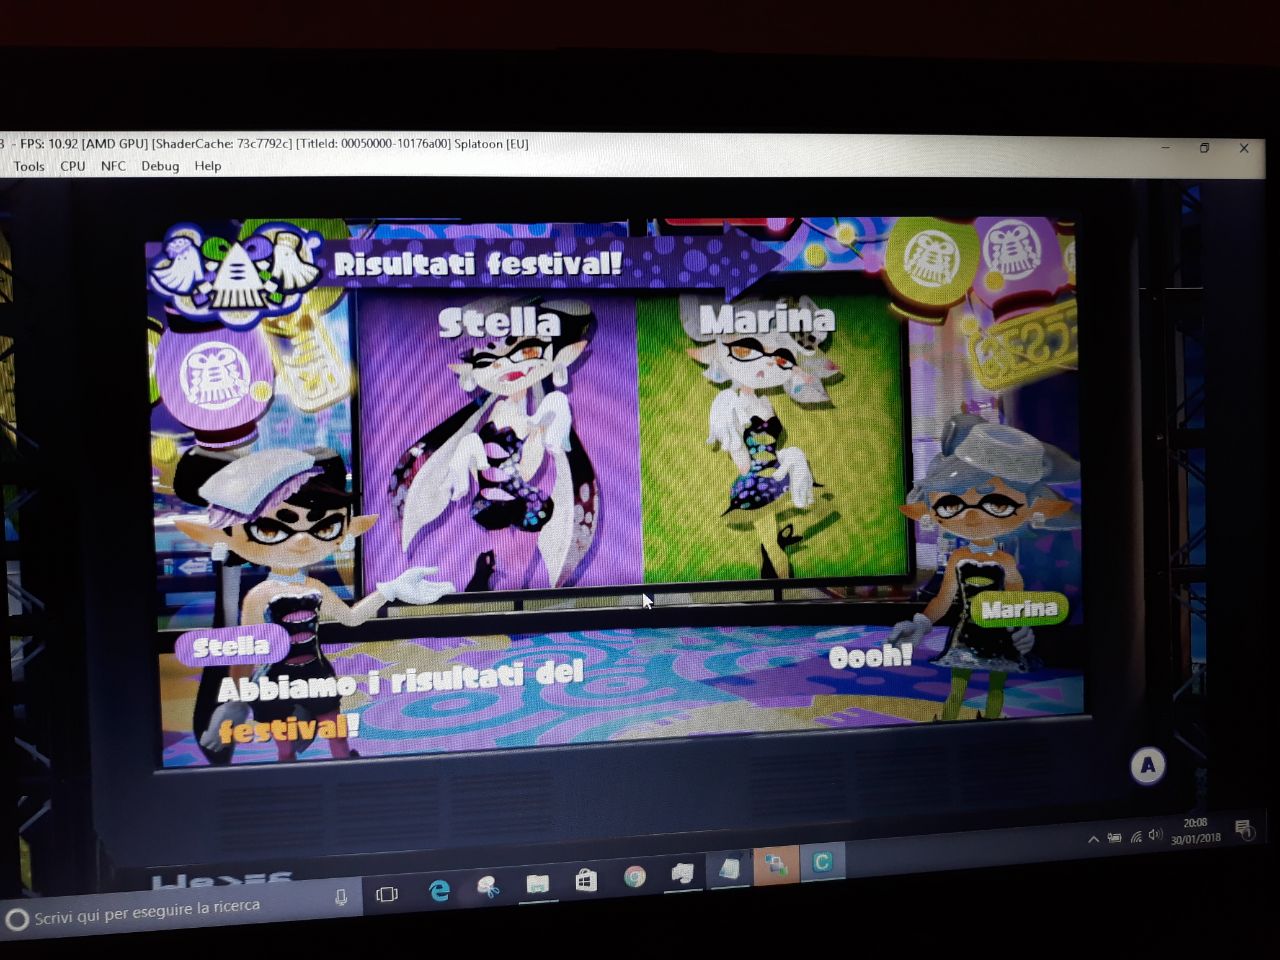 - FPS: 10.92 [AMD GPU] [ShaderCache: 73c7792c] [TitleId: 00050000-10176a00] Splatoon [EU]
Tools CPU NFC Debug Help
Risultati festival!
Stella Marina
Stella
Marina
Abbiamo i risultati del
festival!
Oooh!
A
20:08
30/01/2018
1
C
Scrivi qui per eseguire la ricerca